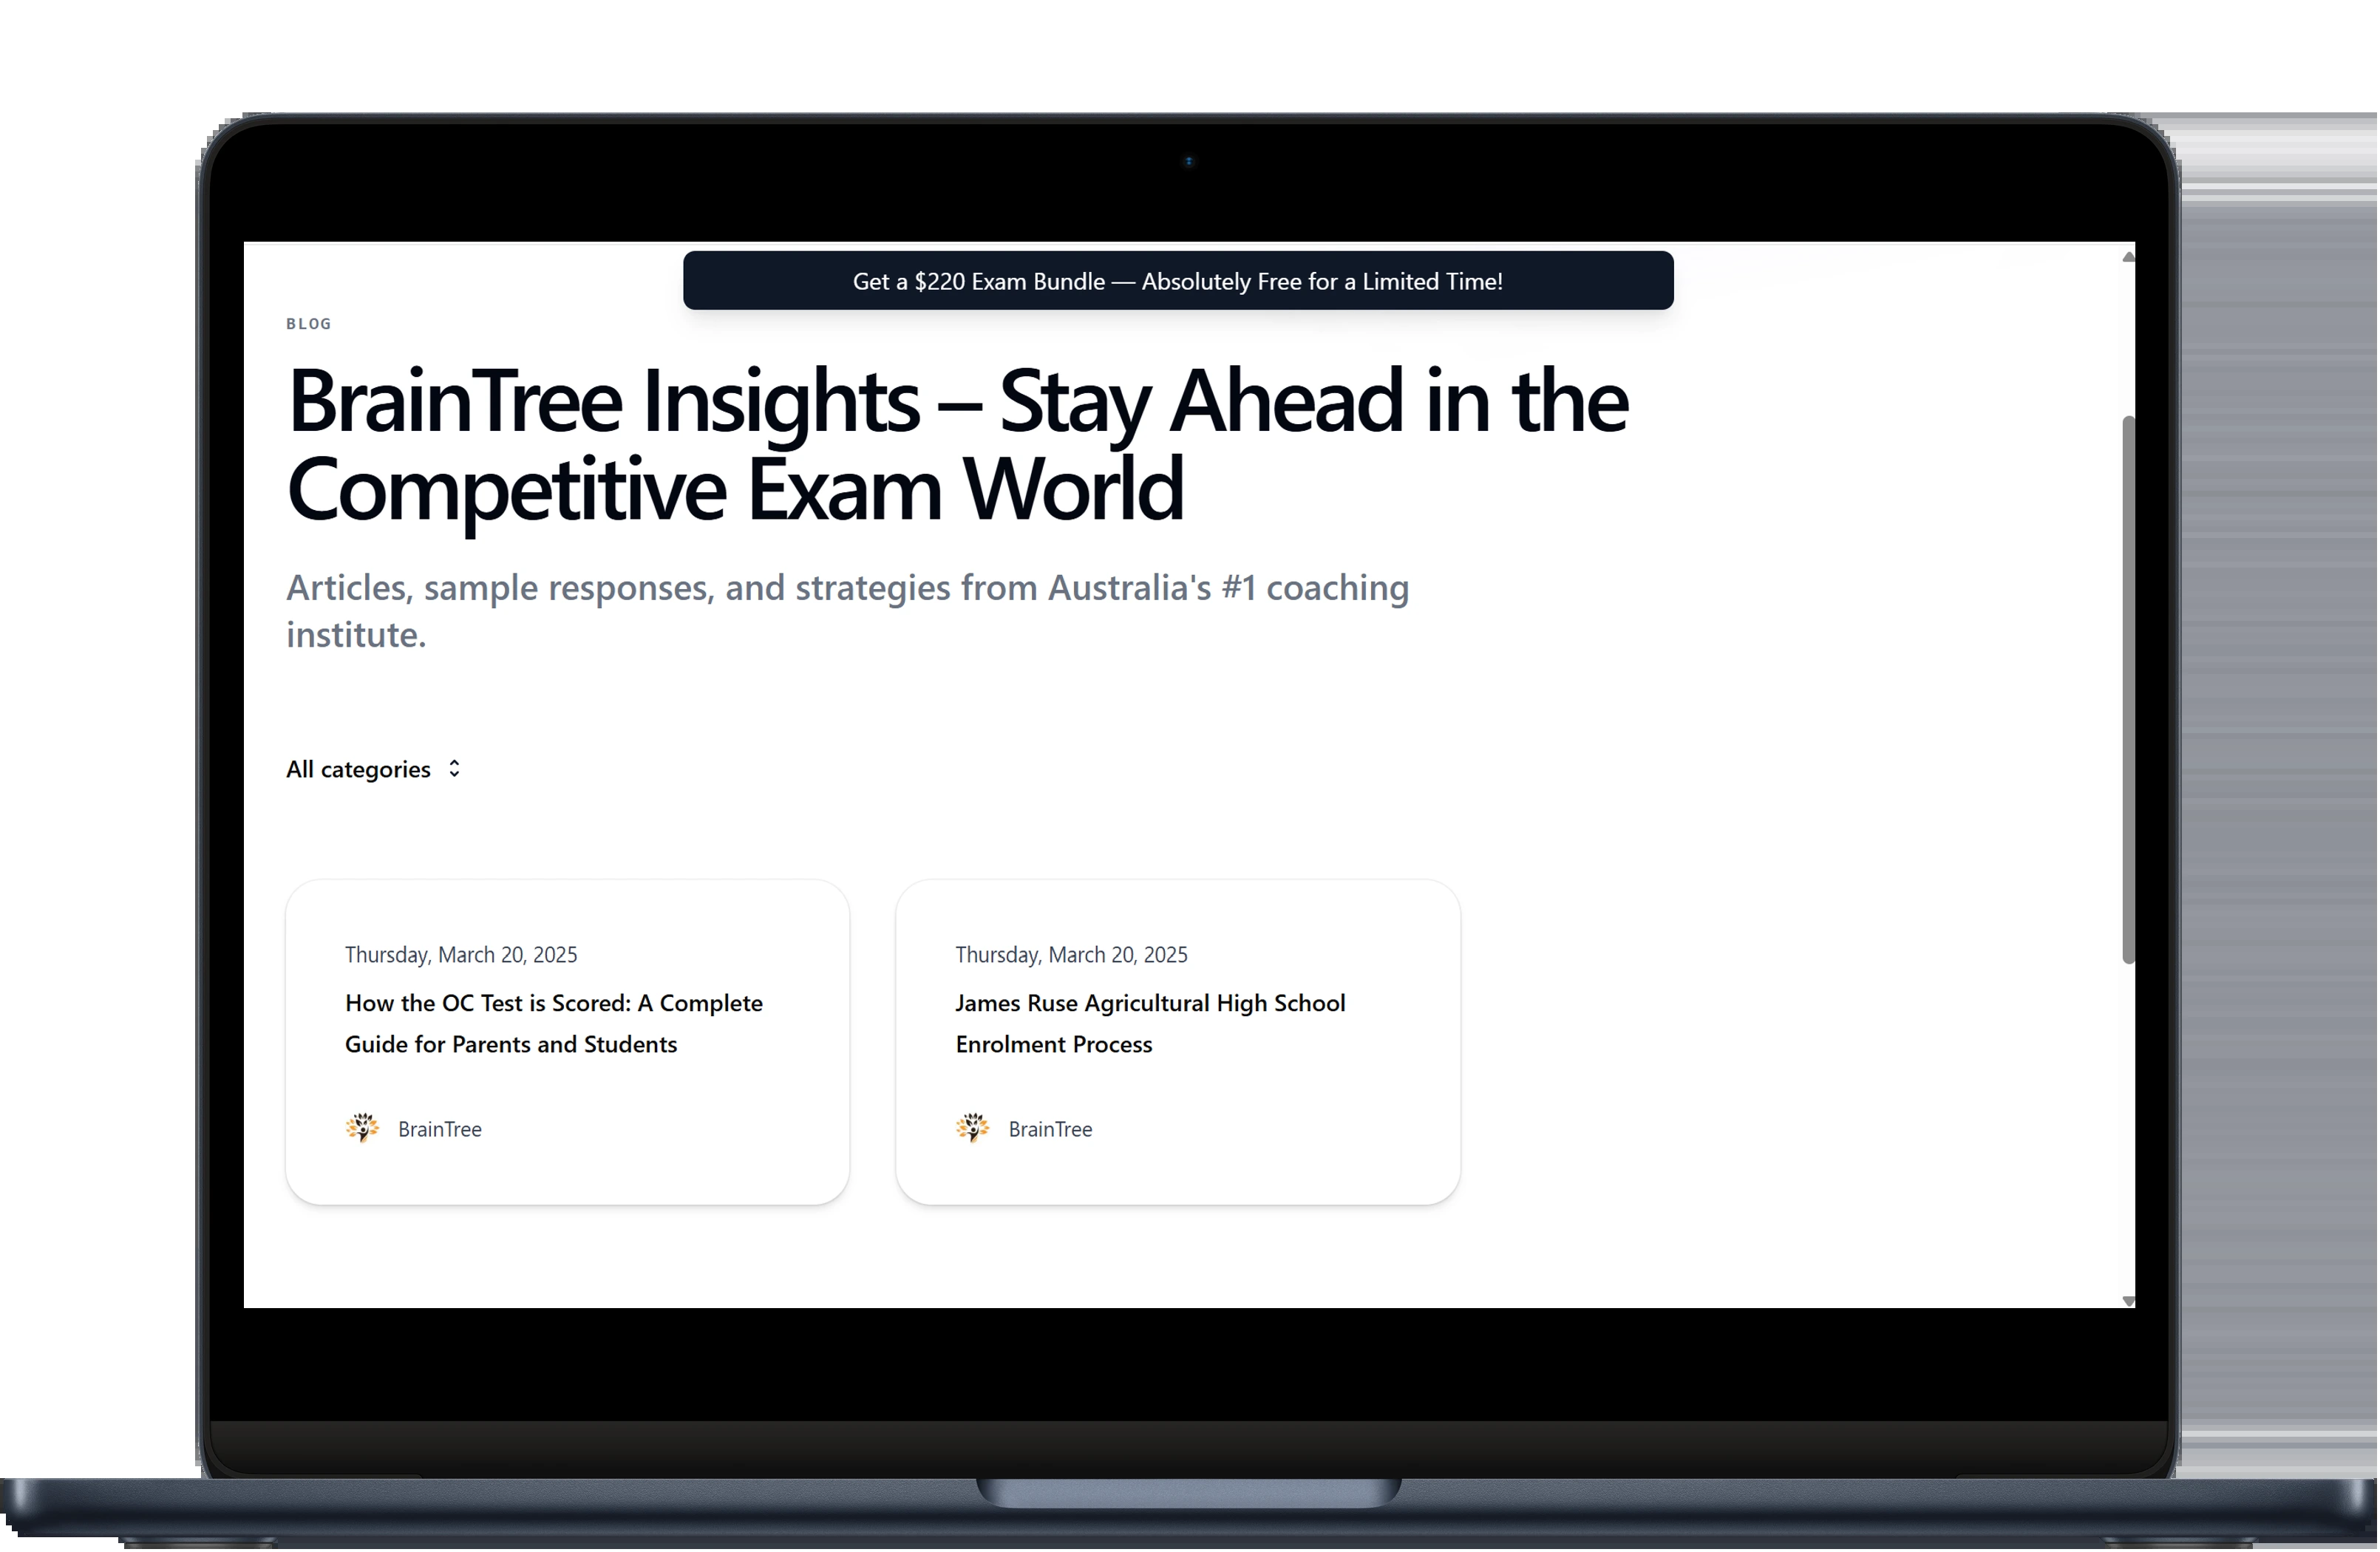 Get a $220 Exam Bundle — Absolutely Free for a Limited Time!
BLOG
BrainTree Insights – Stay Ahead in the
Competitive Exam World
Articles, sample responses, and strategies from Australia's #1 coaching
institute.
All categories
Thursday, March 20, 2025
How the OC Test is Scored: A Complete
Guide for Parents and Students
BrainTree
Thursday, March 20, 2025
James Ruse Agricultural High School
Enrolment Process
BrainTree